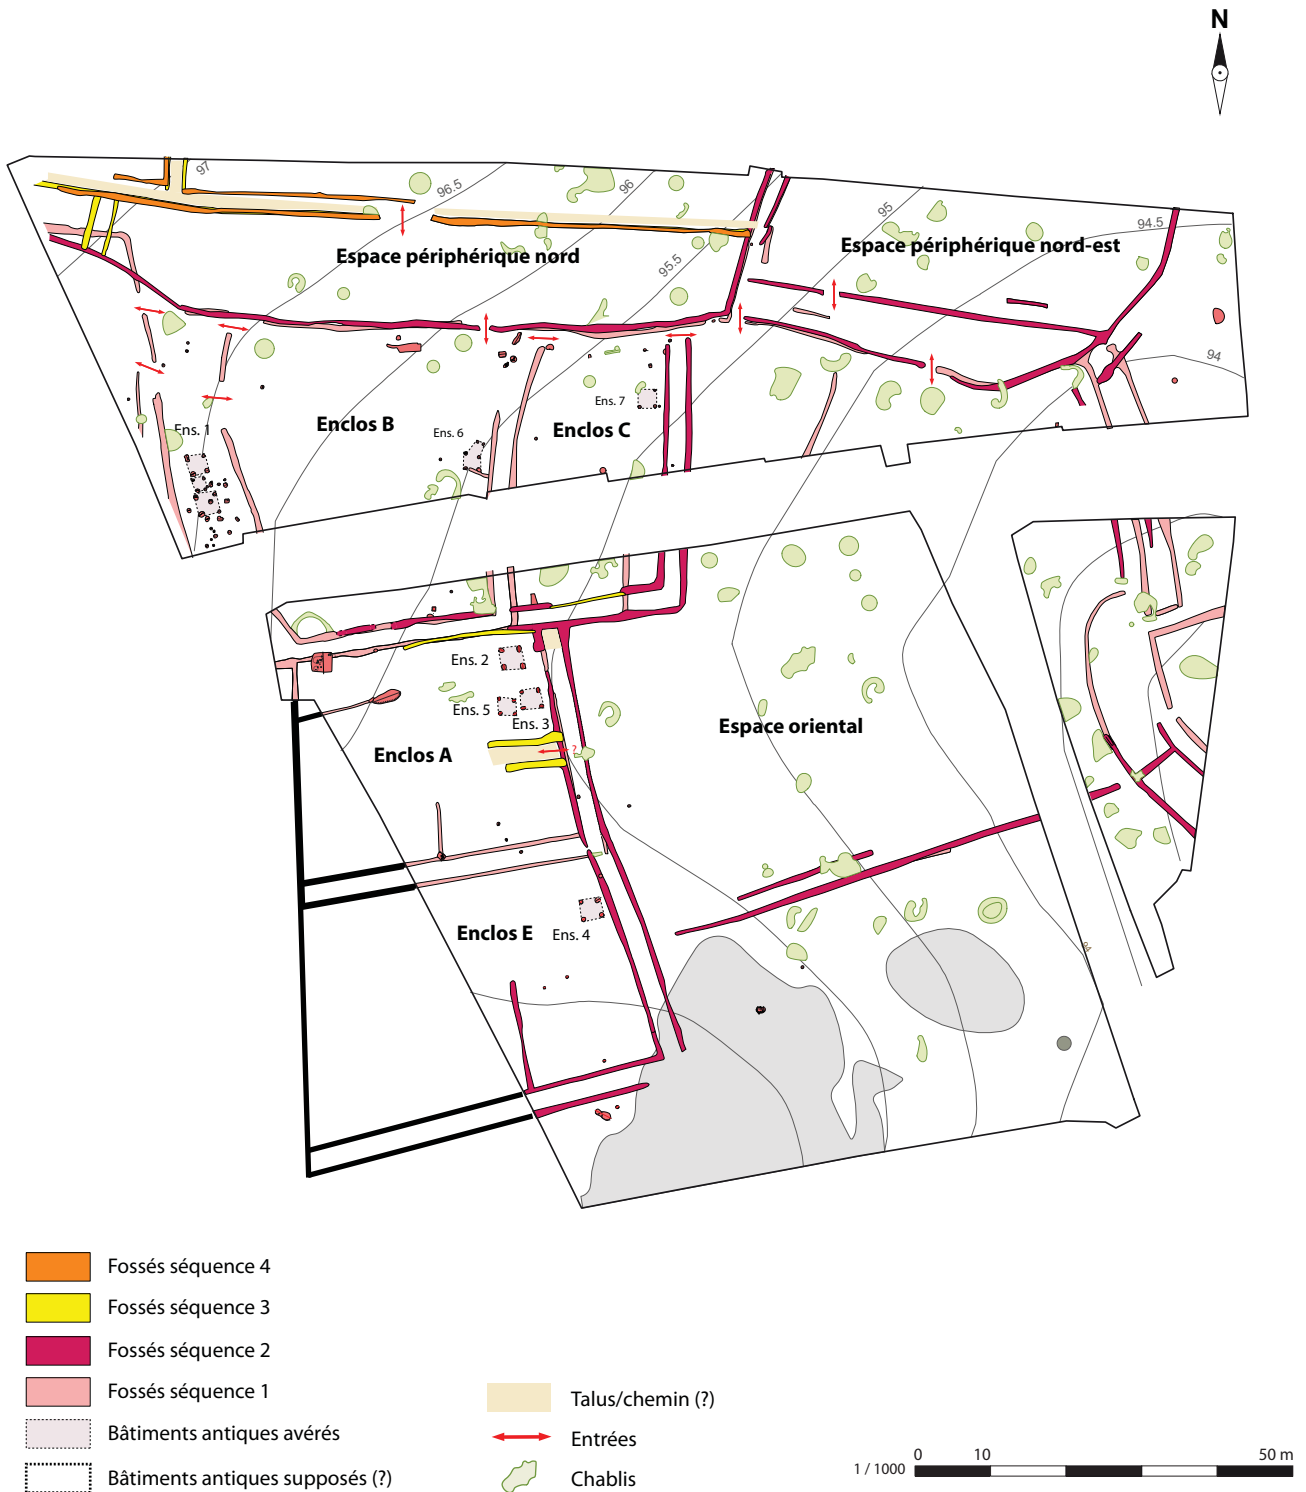 N
97
96.5
96
95.5
95
94.5
94
Espace périphérique nord
Espace périphérique nord-est
Ens. 1
Enclos B
Ens. 6
Ens. 7
Enclos C
Ens. 2
Ens. 5
Ens. 3
Enclos A
?
Espace oriental
Enclos E
Ens. 4
94
Fossés séquence 4
Fossés séquence 3
Fossés séquence 2
Fossés séquence 1
Bâtiments antiques avérés
Bâtiments antiques supposés (?)
Talus/chemin (?)
Entrées
Chablis
1 / 1000
0 10 50 m